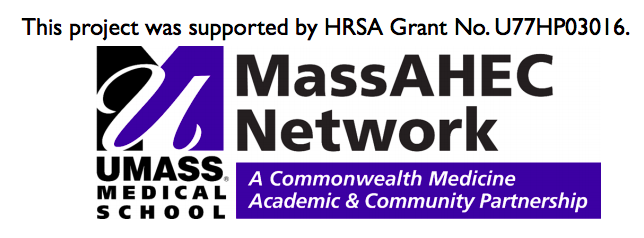 This project was supported by HRSA Grant No. U77HP03016.
MassAHEC
Network
UMASS®
MEDICAL
SCHOOL
A Commonwealth Medicine
Academic & Community Partnership